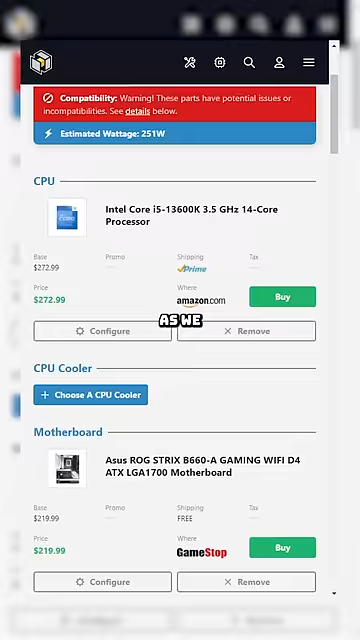 Compatibility: Warning! These parts have potential issues or
incompatibilities. See details below.
Estimated Wattage: 251W
CPU
Intel Core i5-13600K 3.5 GHz 14-Core
Processor
Base Promo Shipping Tax
$272.99 — Prime —
Price Where
$272.99 amazon.com Buy
Configure Remove
AS WE
CPU Cooler
+ Choose A CPU Cooler
Motherboard
Asus ROG STRIX B660-A GAMING WIFI D4
ATX LGA1700 Motherboard
Base Promo Shipping Tax
$219.99 — FREE —
Price Where
$219.99 GameStop Buy
Configure Remove